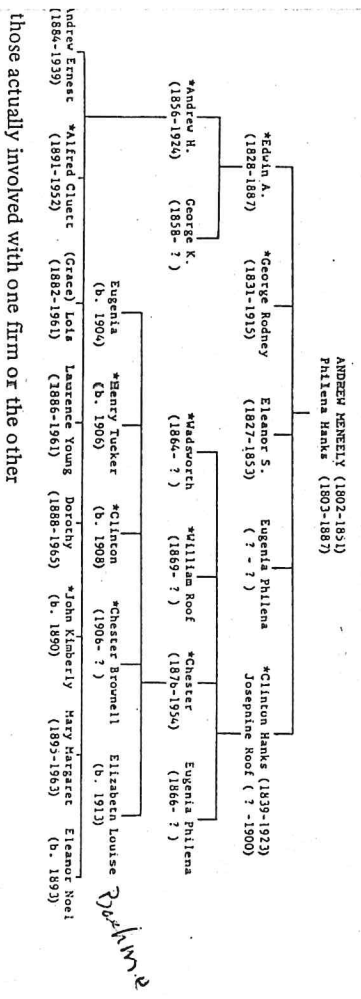 ANDREW MENEELY (1802-1851)
Philena Hanks (1803-1887)
*Edwin A. *George Rodney Eleanor S. Eugenia Philena *Clinton Hanks (1839-1923)
(1828-1887) (1831-1915) (1827-1853) ( ? - ? ) Josephine Roof ( ? -1900)
*Andrew H. George K. *Wadsworth *William Roof *Chester Eugenia Philena
(1856-1924) (1858- ? ) (1864- ? ) (1869- ? ) (1876-1954) (1866- ? )
Eugenia *Henry Tucker *Clinton *Chester Brownell Elizabeth Louise
(b. 1904) (b. 1906) (b. 1908) (1906- ? ) (b. 1913)
ndrew Ernest *Alfred Cluett (Grace) Lois Laurence Young Dorothy *John Kimberly Mary Margaret Eleanor Noel
(1884-1939) (1891-1952) (1882-1961) (1886-1961) (1888-1965) (b. 1890) (1895-1963) (b. 1893)
those actually involved with one firm or the other